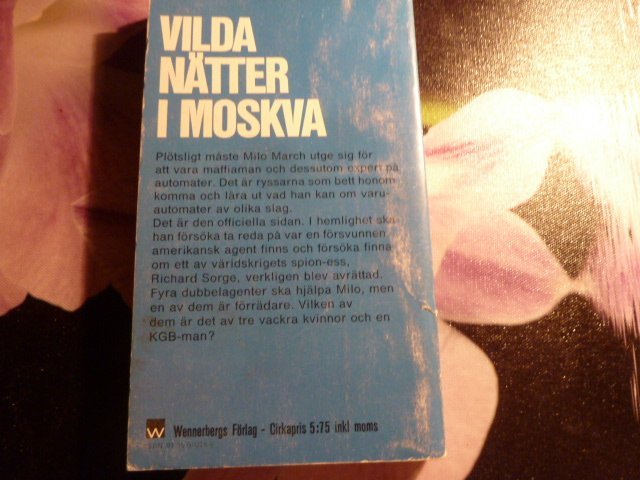 VILDA
NÄTTER
I MOSKVA
Plötsligt måste Milo March utge sig för
att vara maffiaman och dessutom expert på
automater. Det är ryssarna som bett honom
komma och lära ut vad han kan om varu-
automater av olika slag.
Det är den officiella sidan. I hemlighet ska
han försöka ta reda på var en försvunnen
amerikansk agent finns och försöka finna
om ett av väridskrigets spion-ess,
Richard Sorge, verkligen blev avrättad.
Fyra dubbelagenter ska hjälpa Milo, men
en av dem är förrädare. Vilken av
dem är det av tre vackra kvinnor och en
KGB-man?
W Wennerbergs Förlag - Cirkapris 5:75 inkl moms